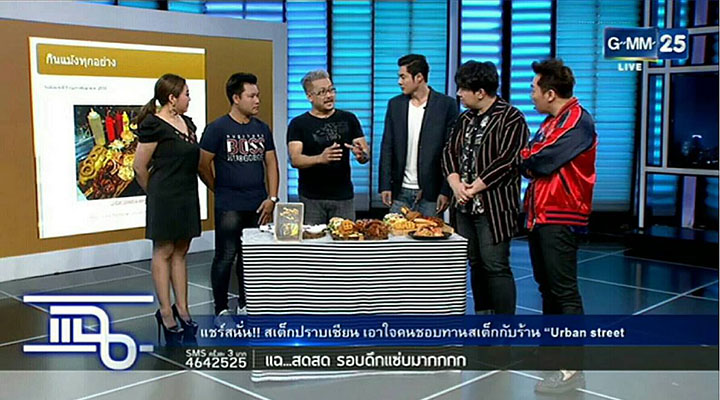 G-MM 25
LIVE
กินแม้งทุกอย่าง
BOSS
แฉ
แชร์สนั่น!! สเต็กปราบเซียน เอาใจคนชอบทานสเต็กกับร้าน “Urban street
SMS ครั้งละ 3 บาท
4642525
แฉ...สดสด รอบดึกแซ่บมากกกก